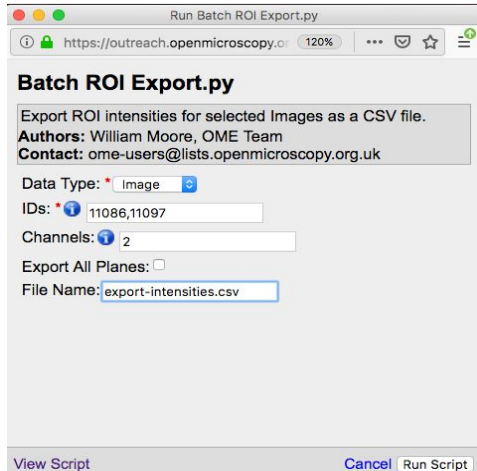 Run Batch ROI Export.py
https://outreach.openmicroscopy.or 120%
Batch ROI Export.py
Export ROI intensities for selected Images as a CSV file.
Authors: William Moore, OME Team
Contact: ome-users@lists.openmicroscopy.org.uk
Data Type: * Image
IDs: * 11086,11097
Channels: 2
Export All Planes:
File Name: export-intensities.csv
View Script Cancel Run Script